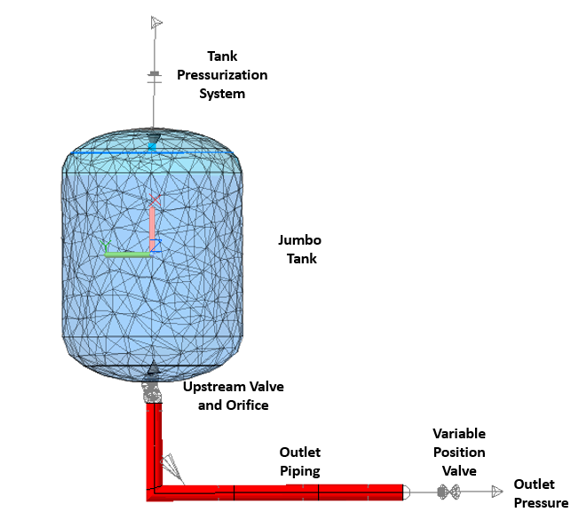 Tank
Pressurization
System
Jumbo
Tank
Upstream Valve
and Orifice
Outlet
Piping
Variable
Position
Valve
Outlet
Pressure